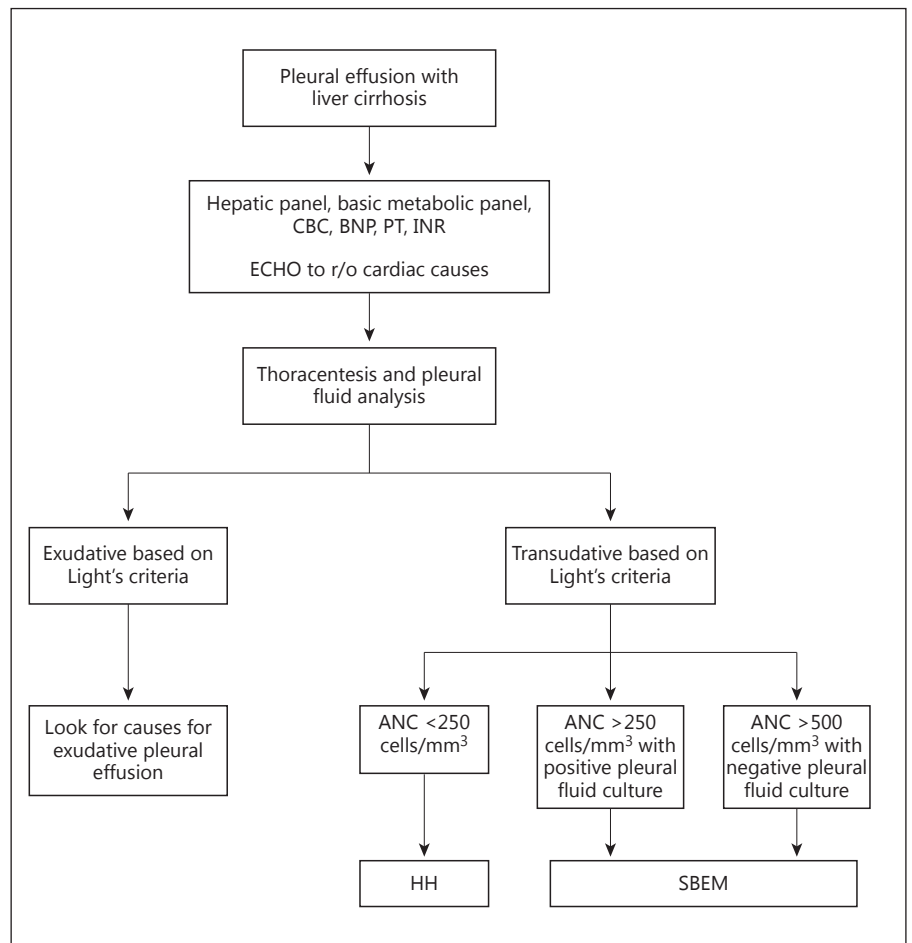 Pleural effusion with
liver cirrhosis
Hepatic panel, basic metabolic panel,
CBC, BNP, PT, INR
ECHO to r/o cardiac causes
Thoracentesis and pleural
fluid analysis
Exudative based on
Light's criteria
Transudative based on
Light's criteria
Look for causes for
exudative pleural
effusion
ANC <250
cells/mm³
ANC >250
cells/mm³ with
positive pleural
fluid culture
ANC >500
cells/mm³ with
negative pleural
fluid culture
HH
SBEM